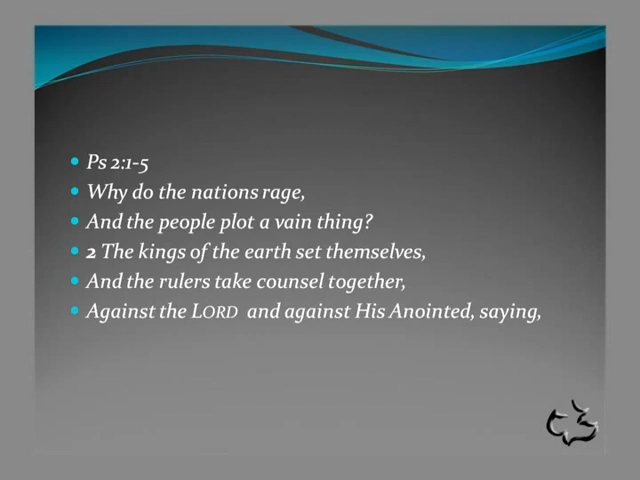 Ps 2:1-5
Why do the nations rage,
And the people plot a vain thing?
2 The kings of the earth set themselves,
And the rulers take counsel together,
Against the LORD and against His Anointed, saying,